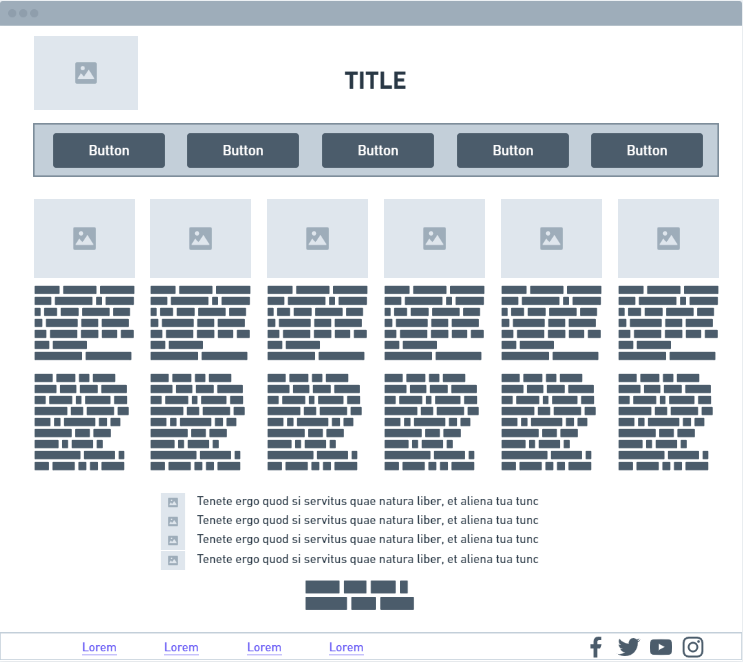 TITLE
Button Button Button Button Button
Tenete ergo quod si servitus quae natura liber, et aliena tua tunc
Tenete ergo quod si servitus quae natura liber, et aliena tua tunc
Tenete ergo quod si servitus quae natura liber, et aliena tua tunc
Tenete ergo quod si servitus quae natura liber, et aliena tua tunc
Lorem Lorem Lorem Lorem